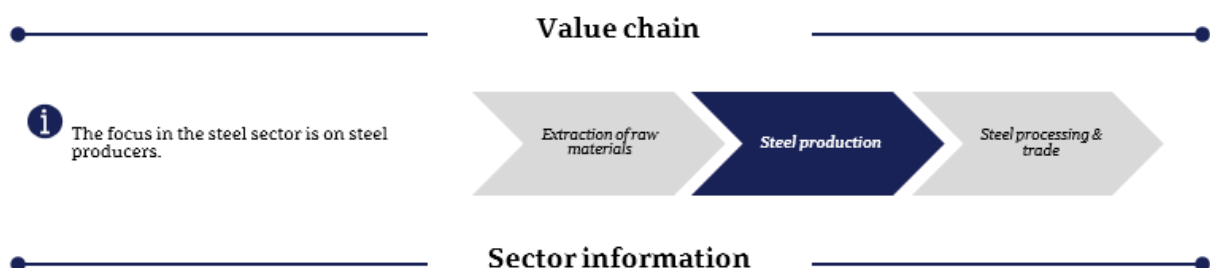 Value chain
i
The focus in the steel sector is on steel
producers.
Extraction of raw
materials
Steel production
Steel processing &
trade
Sector information